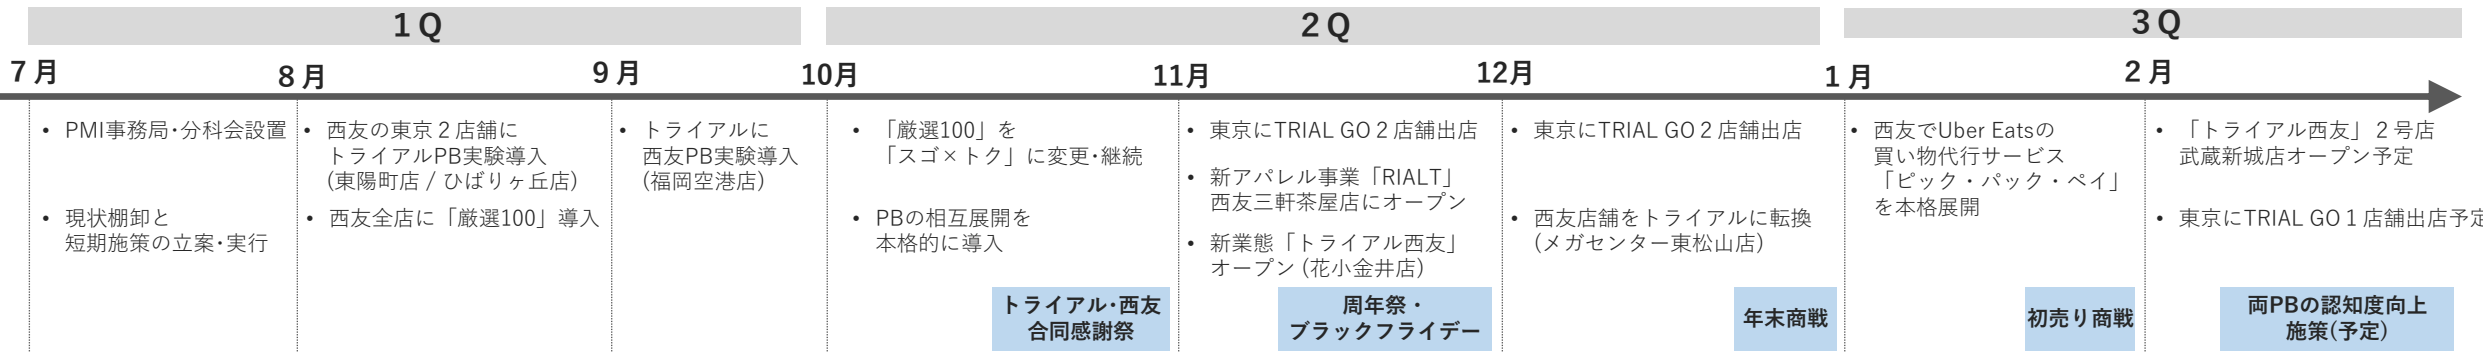 1Q
2Q
3Q
7月
8月
9月
10月
11月
12月
1月
2月
• PMI事務局･分科会設置
• 現状棚卸と
短期施策の立案･実行
• 西友の東京２店舗に
トライアルPB実験導入
(東陽町店 / ひばりヶ丘店)
• 西友全店に「厳選100」導入
• トライアルに
西友PB実験導入
(福岡空港店)
• 「厳選100」を
「スゴ×トク」に変更･継続
• PBの相互展開を
本格的に導入
トライアル･西友
合同感謝祭
• 東京にTRIAL GO２店舗出店
• 新アパレル事業「RIALT」
西友三軒茶屋店にオープン
• 新業態「トライアル西友」
オープン (花小金井店)
周年祭・
ブラックフライデー
• 東京にTRIAL GO２店舗出店
• 西友店舗をトライアルに転換
(メガセンター東松山店)
年末商戦
• 西友でUber Eatsの
買い物代行サービス
「ピック・パック・ペイ」
を本格展開
初売り商戦
• 「トライアル西友」２号店
武蔵新城店オープン予定
• 東京にTRIAL GO１店舗出店予定
両PBの認知度向上
施策(予定)